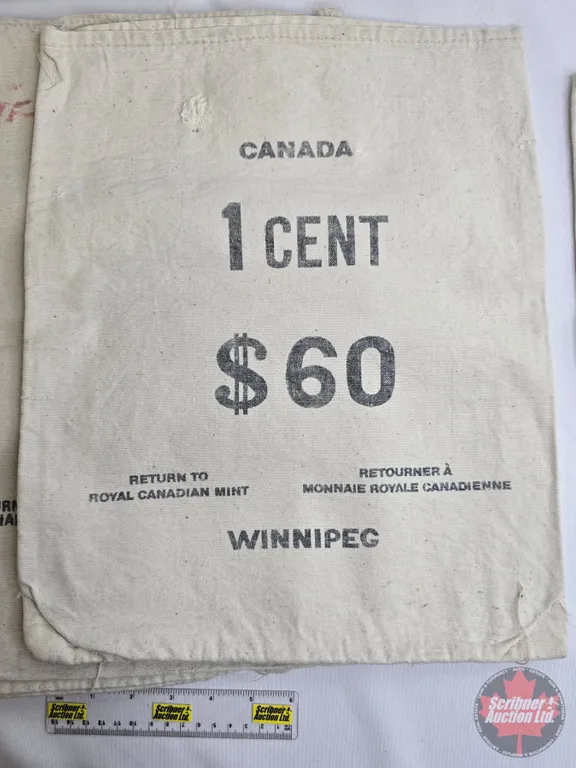 CANADA
1 CENT
$60
RETURN TO
ROYAL CANADIAN MINT
RETOURNER À
MONNAIE ROYALE CANADIENNE
WINNIPEG
Scribner
Auction Ltd.
Scribner
Auction Ltd.
Scribner
Auction Ltd.
Scribner
Auction Ltd.